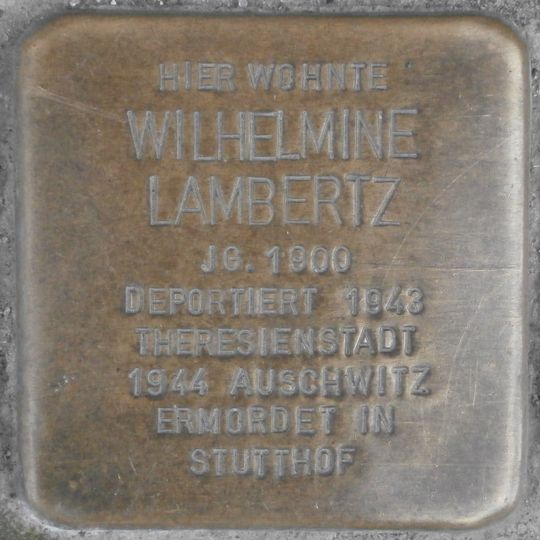 HIER WOHNTE
WILHELMINE
LAMBERTZ
JG. 1900
DEPORTIERT 1943
THERESIENSTADT
1944 AUSCHWITZ
ERMORDET IN
STUTTHOF